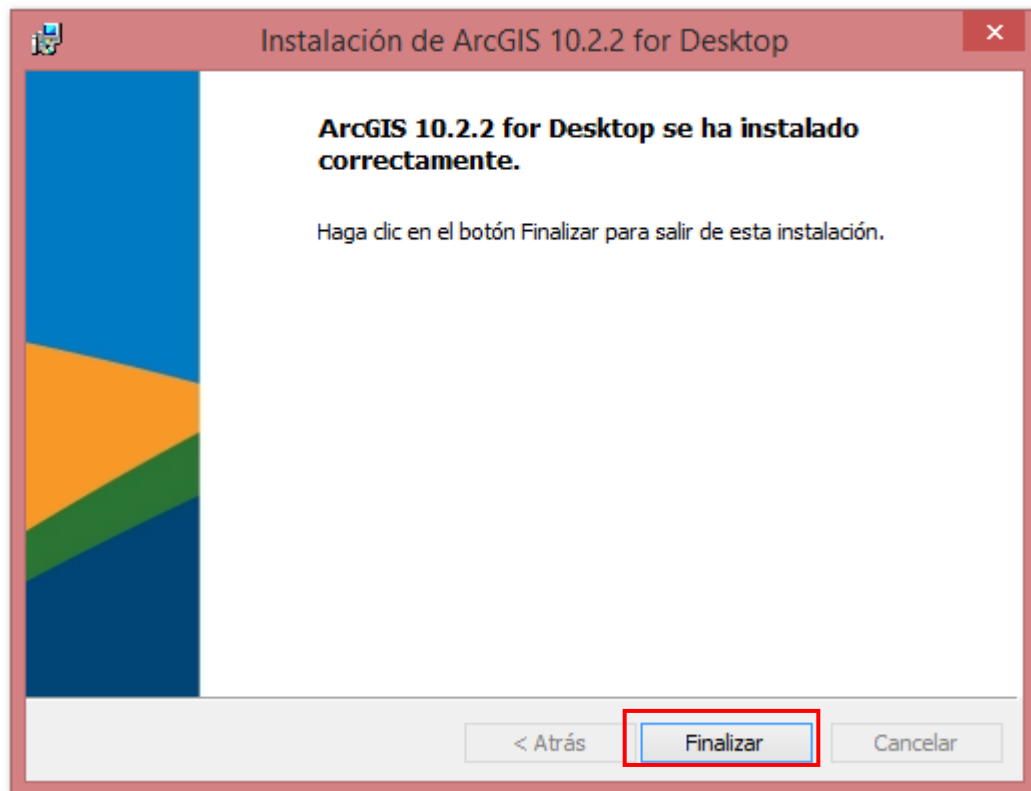 Instalación de ArcGIS 10.2.2 for Desktop
ArcGIS 10.2.2 for Desktop se ha instalado
correctamente.
Haga clic en el botón Finalizar para salir de esta instalación.
< Atrás Finalizar Cancelar